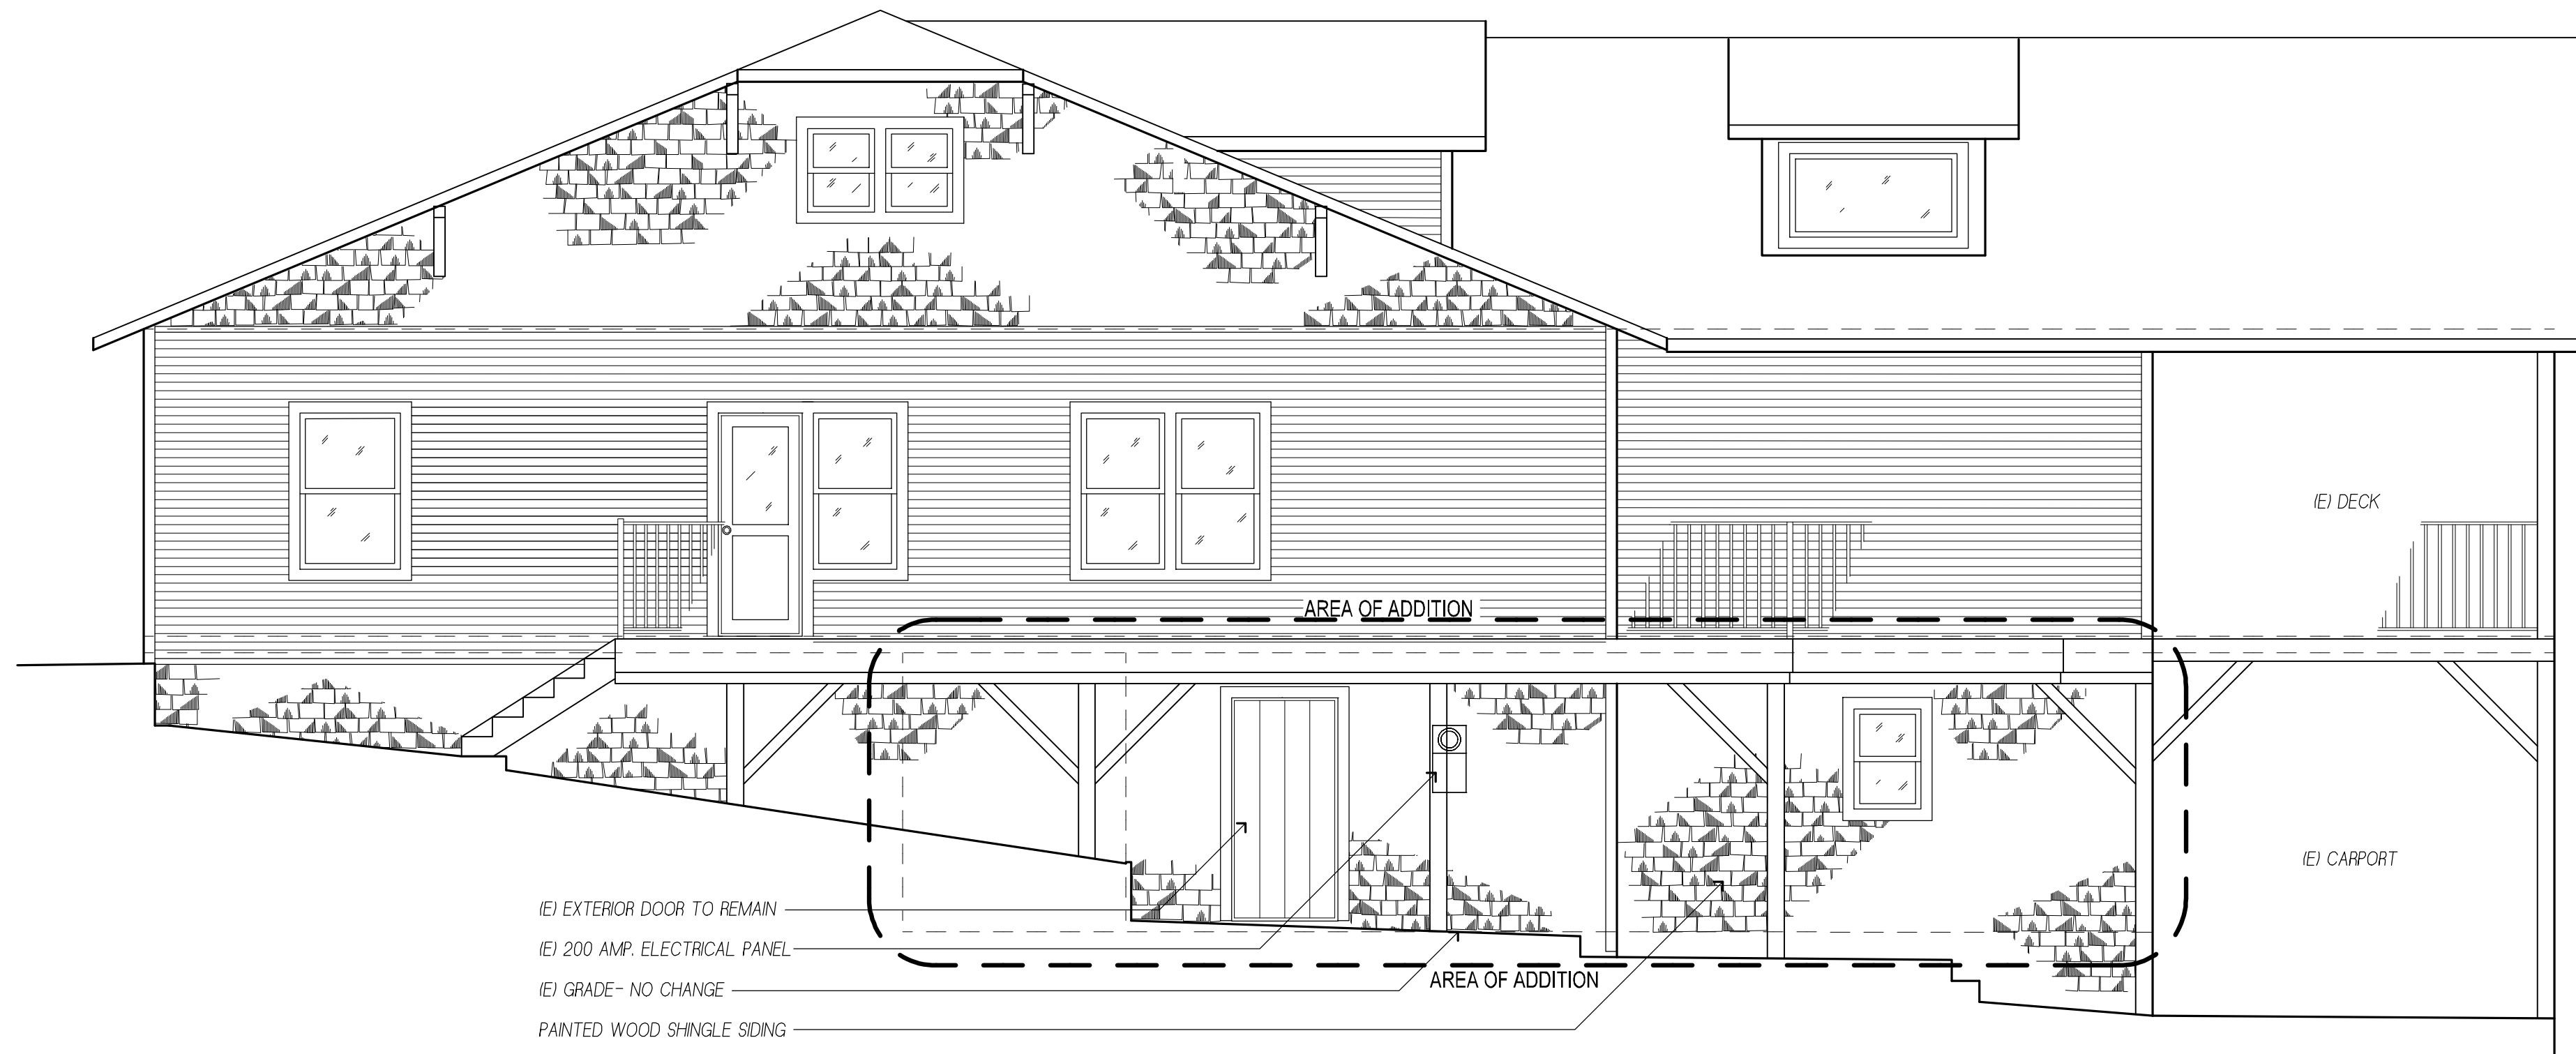 (E) DECK
AREA OF ADDITION
(E) CARPORT
(E) EXTERIOR DOOR TO REMAIN
(E) 200 AMP. ELECTRICAL PANEL
(E) GRADE- NO CHANGE
AREA OF ADDITION
PAINTED WOOD SHINGLE SIDING